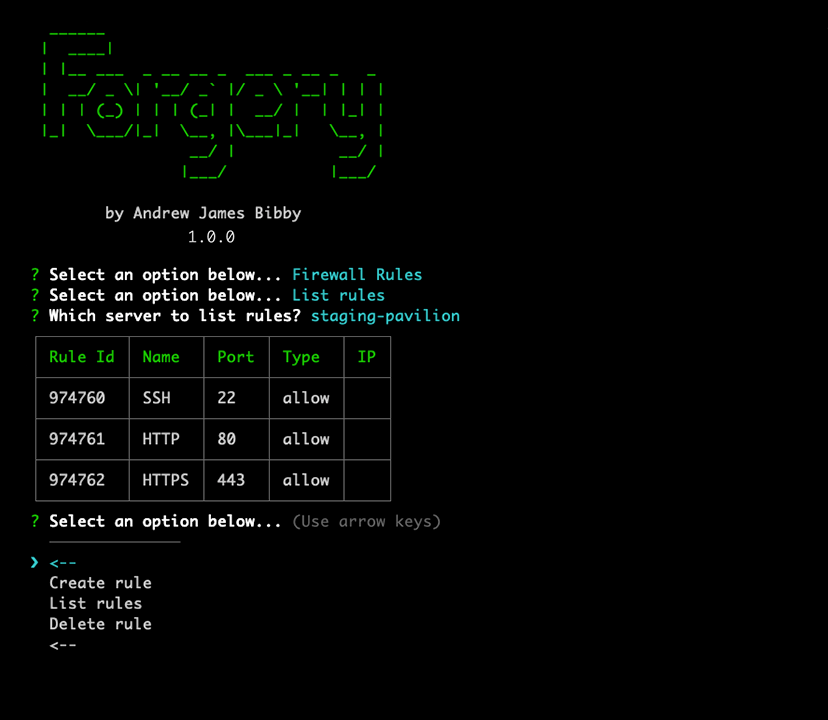 Forgery
by Andrew James Bibby
1.0.0
? Select an option below... Firewall Rules
? Select an option below... List rules
? Which server to list rules? staging-pavilion
Rule Id Name Port Type IP
974760 SSH 22 allow
974761 HTTP 80 allow
974762 HTTPS 443 allow
? Select an option below... (Use arrow keys)
❯ <--
Create rule
List rules
Delete rule
<--